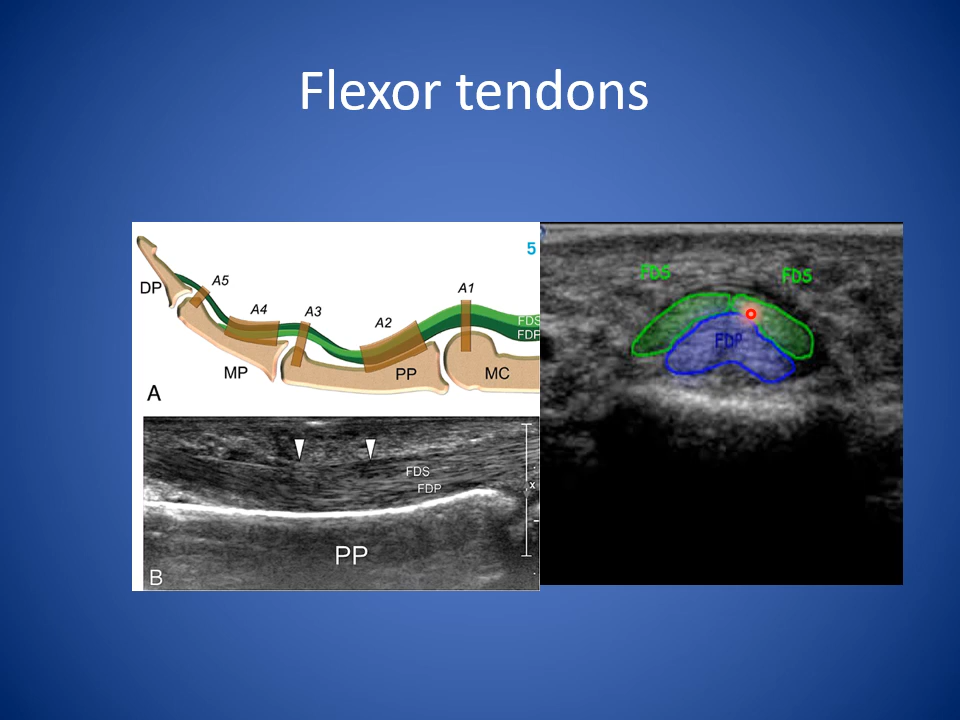 Flexor tendons
5
DP
A5
A4
A3
A2
A1
FDS
FDP
MP
PP
MC
A
FDS
FDP
x
PP
B
FDS
FDS
FDP